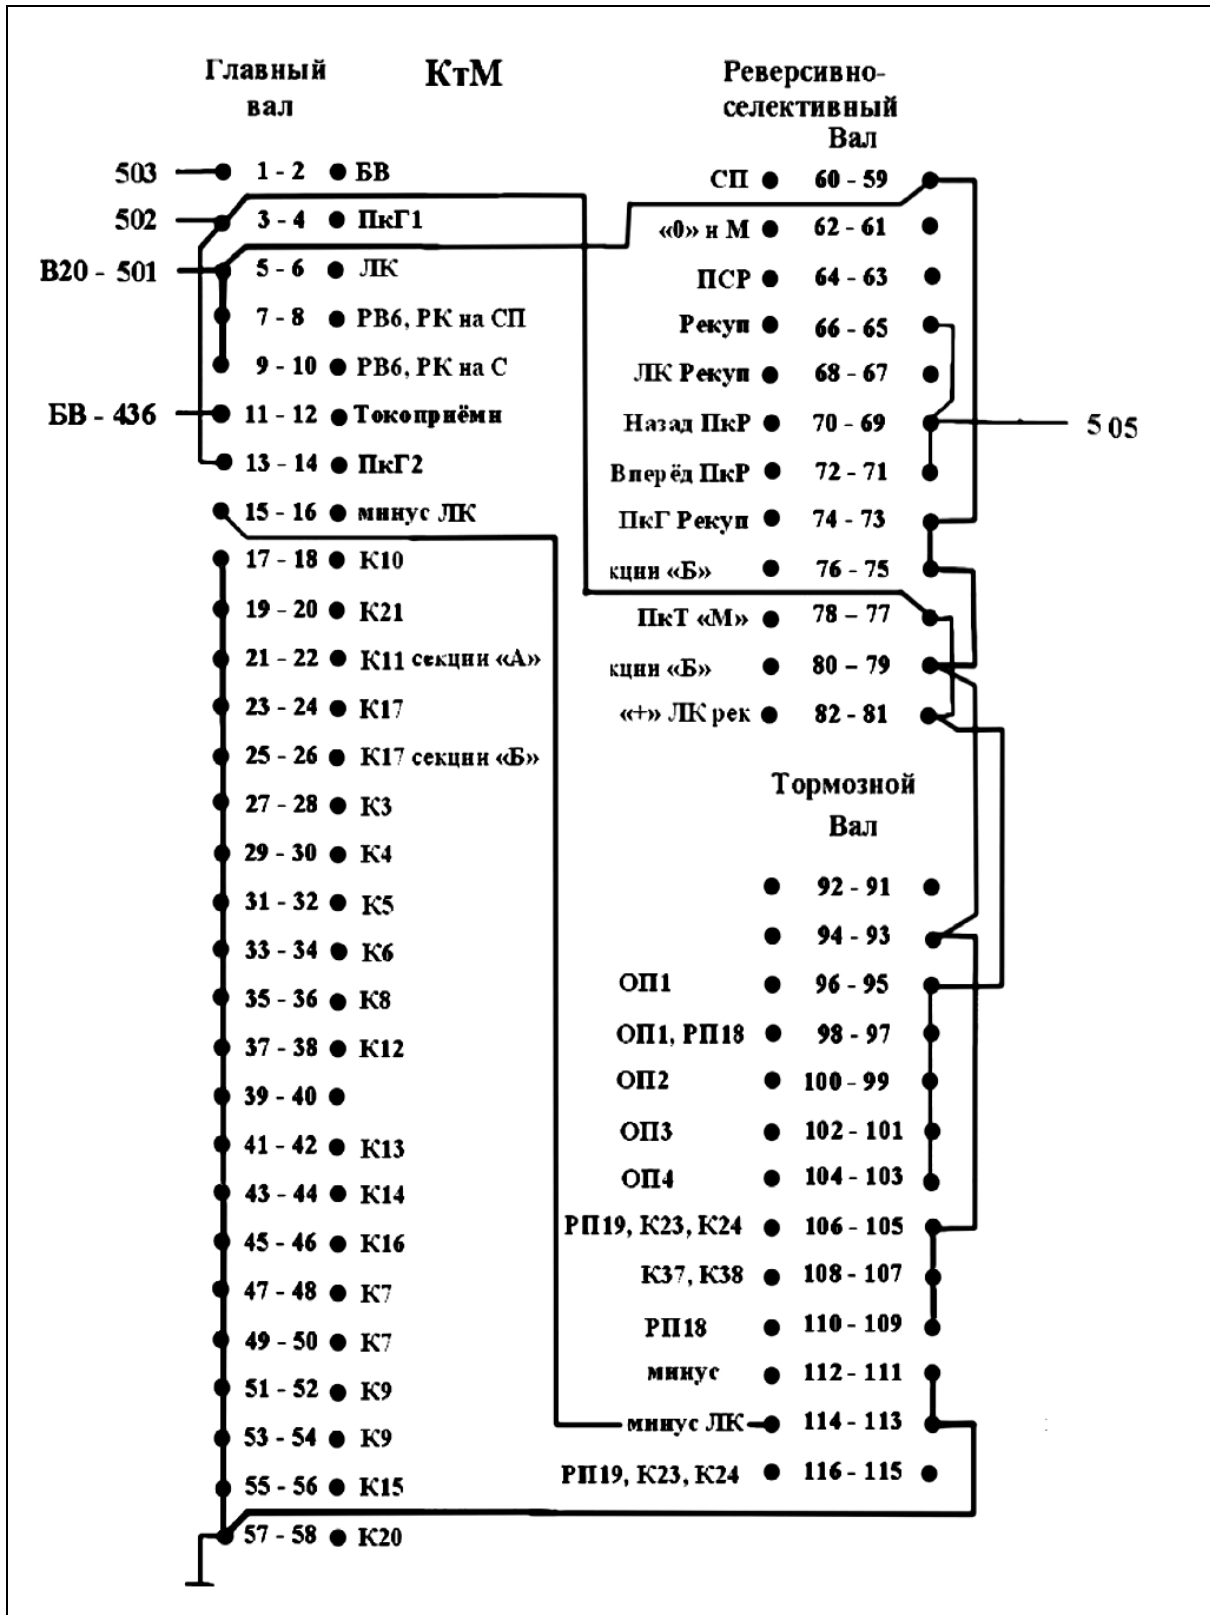 Главный вал
КтМ
503
1 - 2 БВ
502
3 - 4 ПкГ1
В20 - 501
5 - 6 ЛК
7 - 8 РВ6, РК на СП
9 - 10 РВ6, РК на С
БВ - 436
11 - 12 Токоприёмн
13 - 14 ПкГ2
15 - 16 минус ЛК
17 - 18 К10
19 - 20 К21
21 - 22 К11 секции «А»
23 - 24 К17
25 - 26 К17 секции «Б»
27 - 28 К3
29 - 30 К4
31 - 32 К5
33 - 34 К6
35 - 36 К8
37 - 38 К12
39 - 40
41 - 42 К13
43 - 44 К14
45 - 46 К16
47 - 48 К7
49 - 50 К7
51 - 52 К9
53 - 54 К9
55 - 56 К15
57 - 58 К20
Реверсивно-
селективный
Вал
СП 60 - 59
«0» и М 62 - 61
ПСР 64 - 63
Рекуп 66 - 65
ЛК Рекуп 68 - 67
Назад ПкР 70 - 69
505
Вперёд ПкР 72 - 71
ПкГ Рекуп 74 - 73
кции «Б» 76 - 75
ПкТ «М» 78 – 77
кции «Б» 80 – 79
«+» ЛК рек 82 - 81
Тормозной
Вал
92 - 91
94 - 93
ОП1 96 - 95
ОП1, РП18 98 - 97
ОП2 100 - 99
ОП3 102 - 101
ОП4 104 - 103
РП19, К23, К24 106 - 105
К37, К38 108 - 107
РП18 110 - 109
минус 112 - 111
минус ЛК 114 - 113
РП19, К23, К24 116 - 115